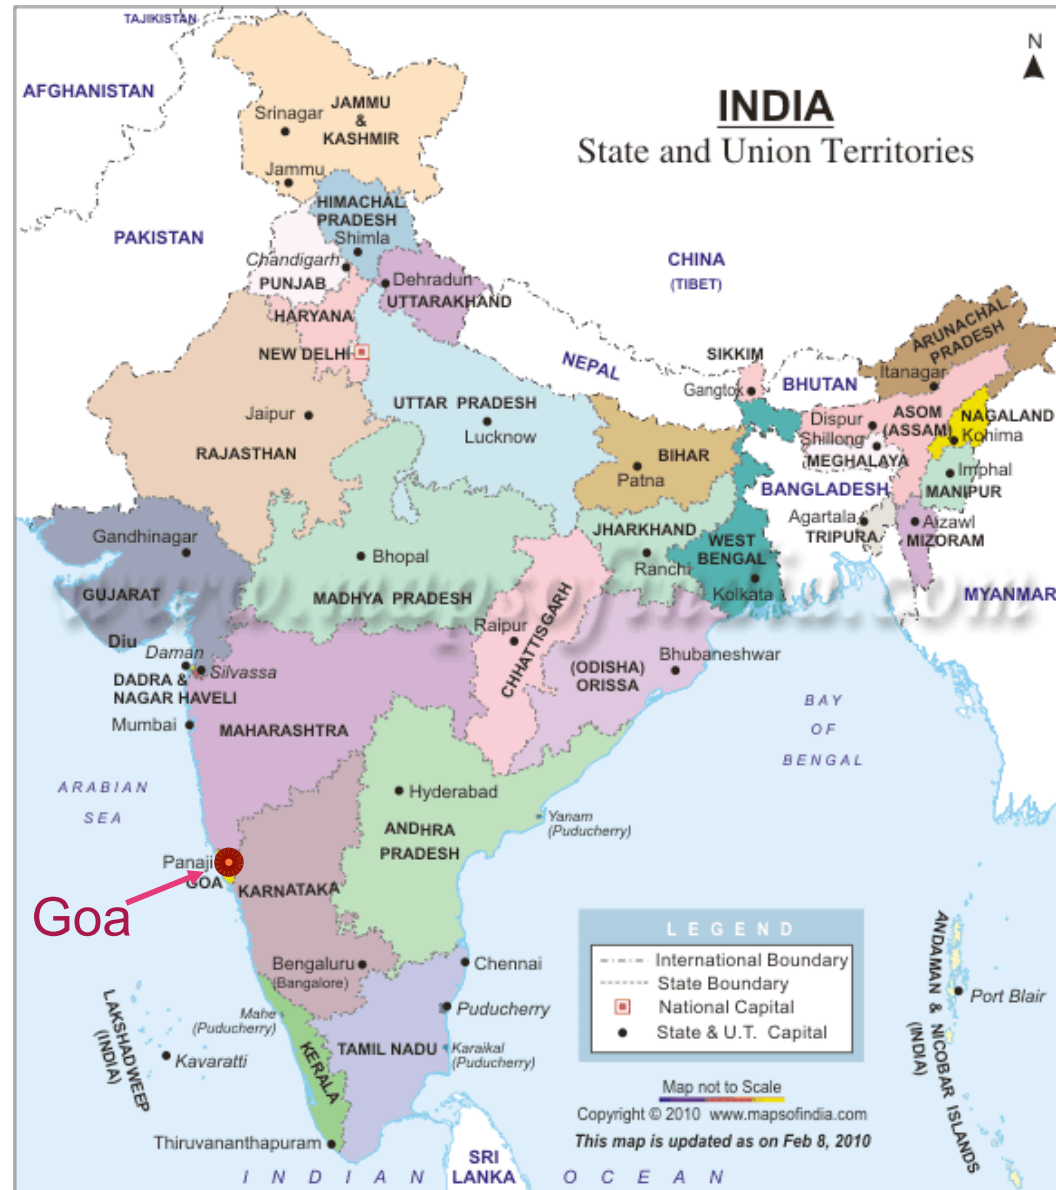 TAJIKISTAN
AFGHANISTAN
N
INDIA
State and Union Territories
JAMMU
&
KASHMIR
Srinagar
Jammu
HIMACHAL
PRADESH
Shimla
PAKISTAN
Chandigarh
PUNJAB
Dehradun
UTTARAKHAND
CHINA
(TIBET)
HARYANA
NEW DELHI
NEPAL
SIKKIM
Gangtok
BHUTAN
ARUNACHAL
PRADESH
Itanagar
Jaipur
RAJASTHAN
UTTAR PRADESH
Lucknow
BIHAR
Patna
Dispur
Shillong
MEGHALAYA
ASOM
(ASSAM)
NAGALAND
Kohima
Imphal
MANIPUR
BANGLADESH
Agartala
TRIPURA
Aizawl
MIZORAM
MYANMAR
Gandhinagar
GUJARAT
Bhopal
MADHYA PRADESH
JHARKHAND
Ranchi
WEST
BENGAL
Kolkata
www.mapsofindia.com
Diu
Daman
Silvassa
DADRA &
NAGAR HAVELI
Mumbai
MAHARASHTRA
Raipur
CHHATTISGARH
(ODISHA)
ORISSA
Bhubaneshwar
BAY
OF
BENGAL
ARABIAN
SEA
Hyderabad
ANDHRA
PRADESH
Yanam
(Puducherry)
Panaji
GOA
Goa
KARNATAKA
Bengaluru
(Bangalore)
Chennai
Puducherry
Mahe
(Puducherry)
KERALA
TAMIL NADU
Karaikal
(Puducherry)
LAKSHADWEEP
(INDIA)
Kavaratti
Thiruvananthapuram
SRI
LANKA
INDIAN OCEAN
LEGEND
International Boundary
State Boundary
National Capital
State & U.T. Capital
Map not to Scale
Copyright © 2010 www.mapsofindia.com
This map is updated as on Feb 8, 2010
ANDAMAN & NICOBAR ISLANDS
(INDIA)
Port Blair